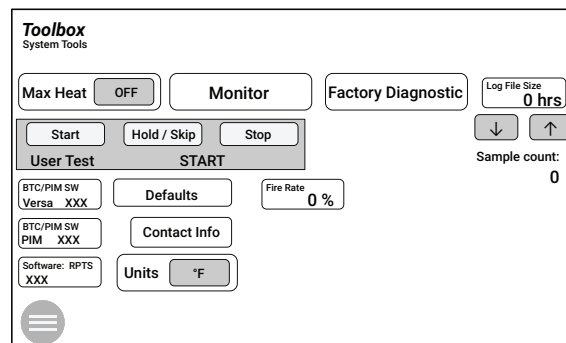 Toolbox
System Tools
Max Heat OFF Monitor Factory Diagnostic Log File Size
0 hrs
Start Hold / Skip Stop ↓ ↑
User Test START Sample count:
0
BTC/PIM SW
Versa XXX Defaults Fire Rate
0 %
BTC/PIM SW
PIM XXX Contact Info
Software: RPTS
XXX Units °F